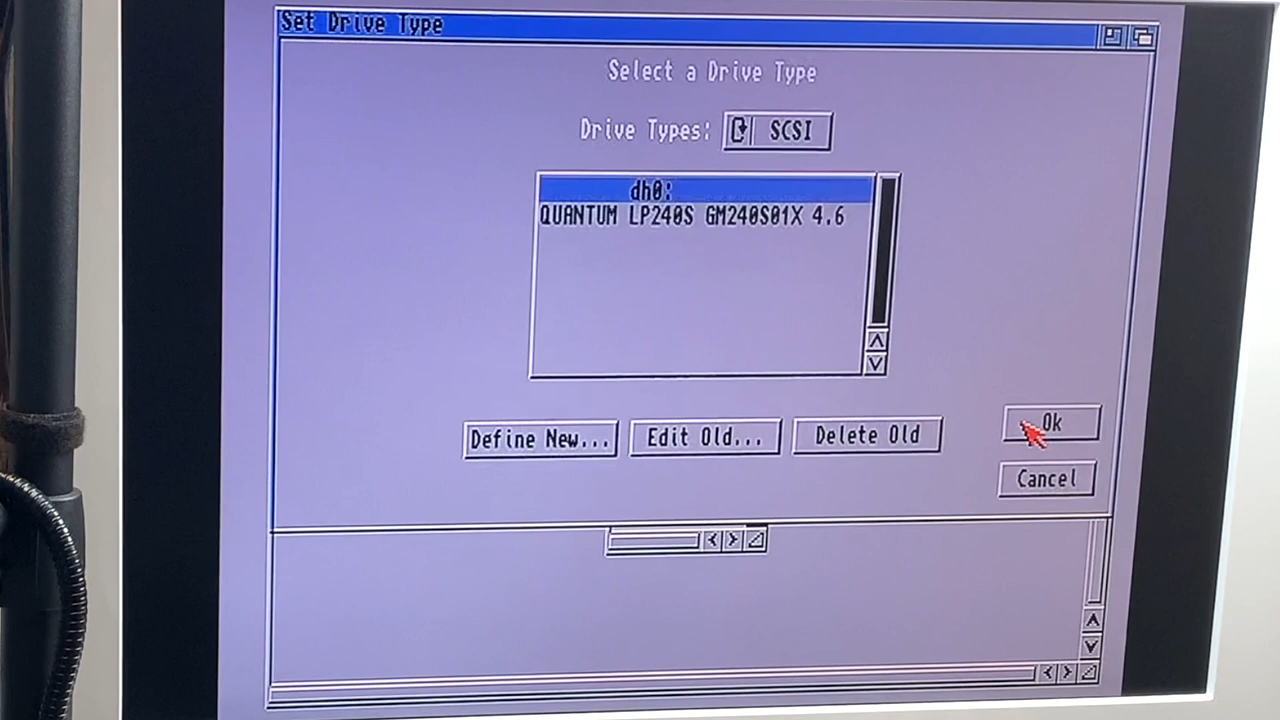 Set Drive Type
Select a Drive Type
Drive Types: SCSI
dh0:
QUANTUM LP240S GM240S01X 4.6
Define New... Edit Old... Delete Old Ok
Cancel